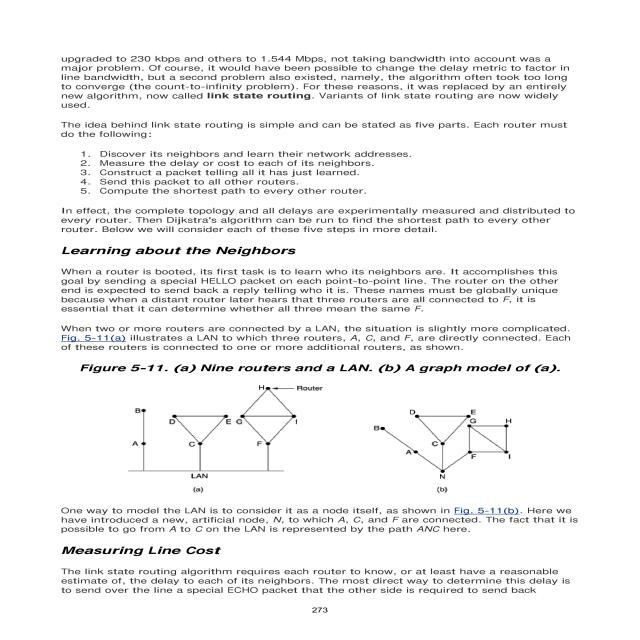 upgraded to 230 kbps and others to 1.544 Mbps, not taking bandwidth into account was a
major problem. Of course, it would have been possible to change the delay metric to factor in
line bandwidth, but a second problem also existed, namely, the algorithm often took too long
to converge (the count-to-infinity problem). For these reasons, it was replaced by an entirely
new algorithm, now called link state routing. Variants of link state routing are now widely
used.
The idea behind link state routing is simple and can be stated as five parts. Each router must
do the following:
1. Discover its neighbors and learn their network addresses.
2. Measure the delay or cost to each of its neighbors.
3. Construct a packet telling all it has just learned.
4. Send this packet to all other routers.
5. Compute the shortest path to every other router.
In effect, the complete topology and all delays are experimentally measured and distributed to
every router. Then Dijkstra's algorithm can be run to find the shortest path to every other
router. Below we will consider each of these five steps in more detail.
Learning about the Neighbors
When a router is booted, its first task is to learn who its neighbors are. It accomplishes this
goal by sending a special HELLO packet on each point-to-point line. The router on the other
end is expected to send back a reply telling who it is. These names must be globally unique
because when a distant router later hears that three routers are all connected to F, it is
essential that it can determine whether all three mean the same F.
When two or more routers are connected by a LAN, the situation is slightly more complicated.
Fig. 5-11(a) illustrates a LAN to which three routers, A, C, and F, are directly connected. Each
of these routers is connected to one or more additional routers, as shown.
Figure 5-11. (a) Nine routers and a LAN. (b) A graph model of (a).
H Router
B D E G I
A C F
LAN
(a)
D E
B G H
C
A F I
N
(b)
One way to model the LAN is to consider it as a node itself, as shown in Fig. 5-11(b). Here we
have introduced a new, artificial node, N, to which A, C, and F are connected. The fact that it is
possible to go from A to C on the LAN is represented by the path ANC here.
Measuring Line Cost
The link state routing algorithm requires each router to know, or at least have a reasonable
estimate of, the delay to each of its neighbors. The most direct way to determine this delay is
to send over the line a special ECHO packet that the other side is required to send back
273